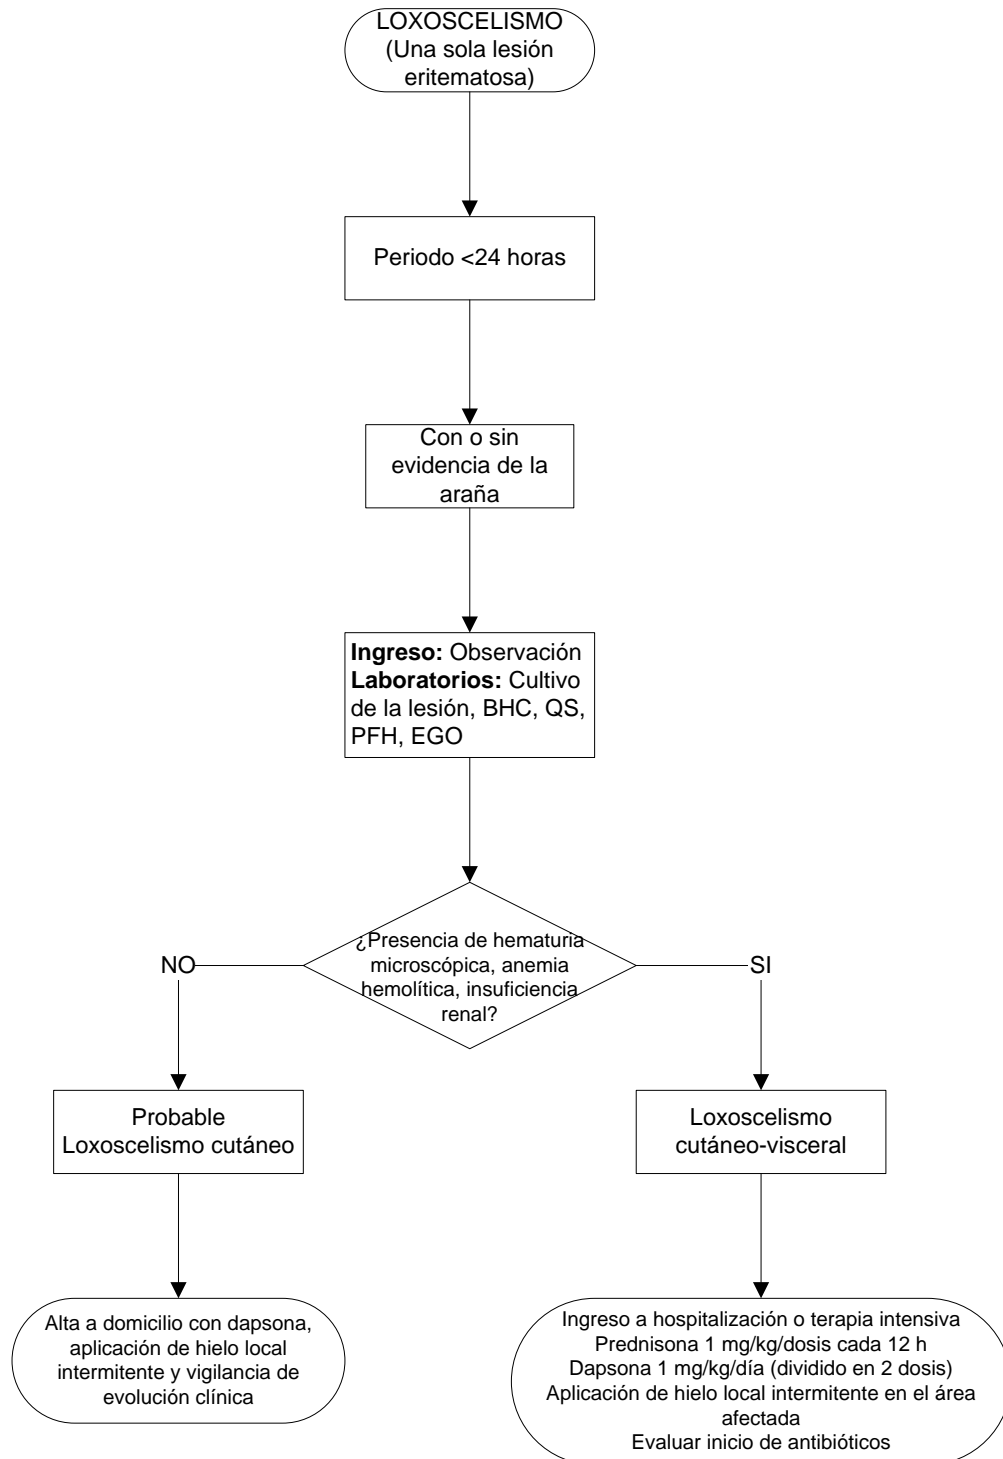 LOXOSCELISMO
(Una sola lesión
eritematosa)
Periodo <24 horas
Con o sin
evidencia de la
araña
Ingreso: Observación
Laboratorios: Cultivo
de la lesión, BHC, QS,
PFH, EGO
¿Presencia de hematuria
microscópica, anemia
hemolítica, insuficiencia
renal?
NO
SI
Probable
Loxoscelismo cutáneo
Loxoscelismo
cutáneo-visceral
Alta a domicilio con dapsona,
aplicación de hielo local
intermitente y vigilancia de
evolución clínica
Ingreso a hospitalización o terapia intensiva
Prednisona 1 mg/kg/dosis cada 12 h
Dapsona 1 mg/kg/día (dividido en 2 dosis)
Aplicación de hielo local intermitente en el área
afectada
Evaluar inicio de antibióticos